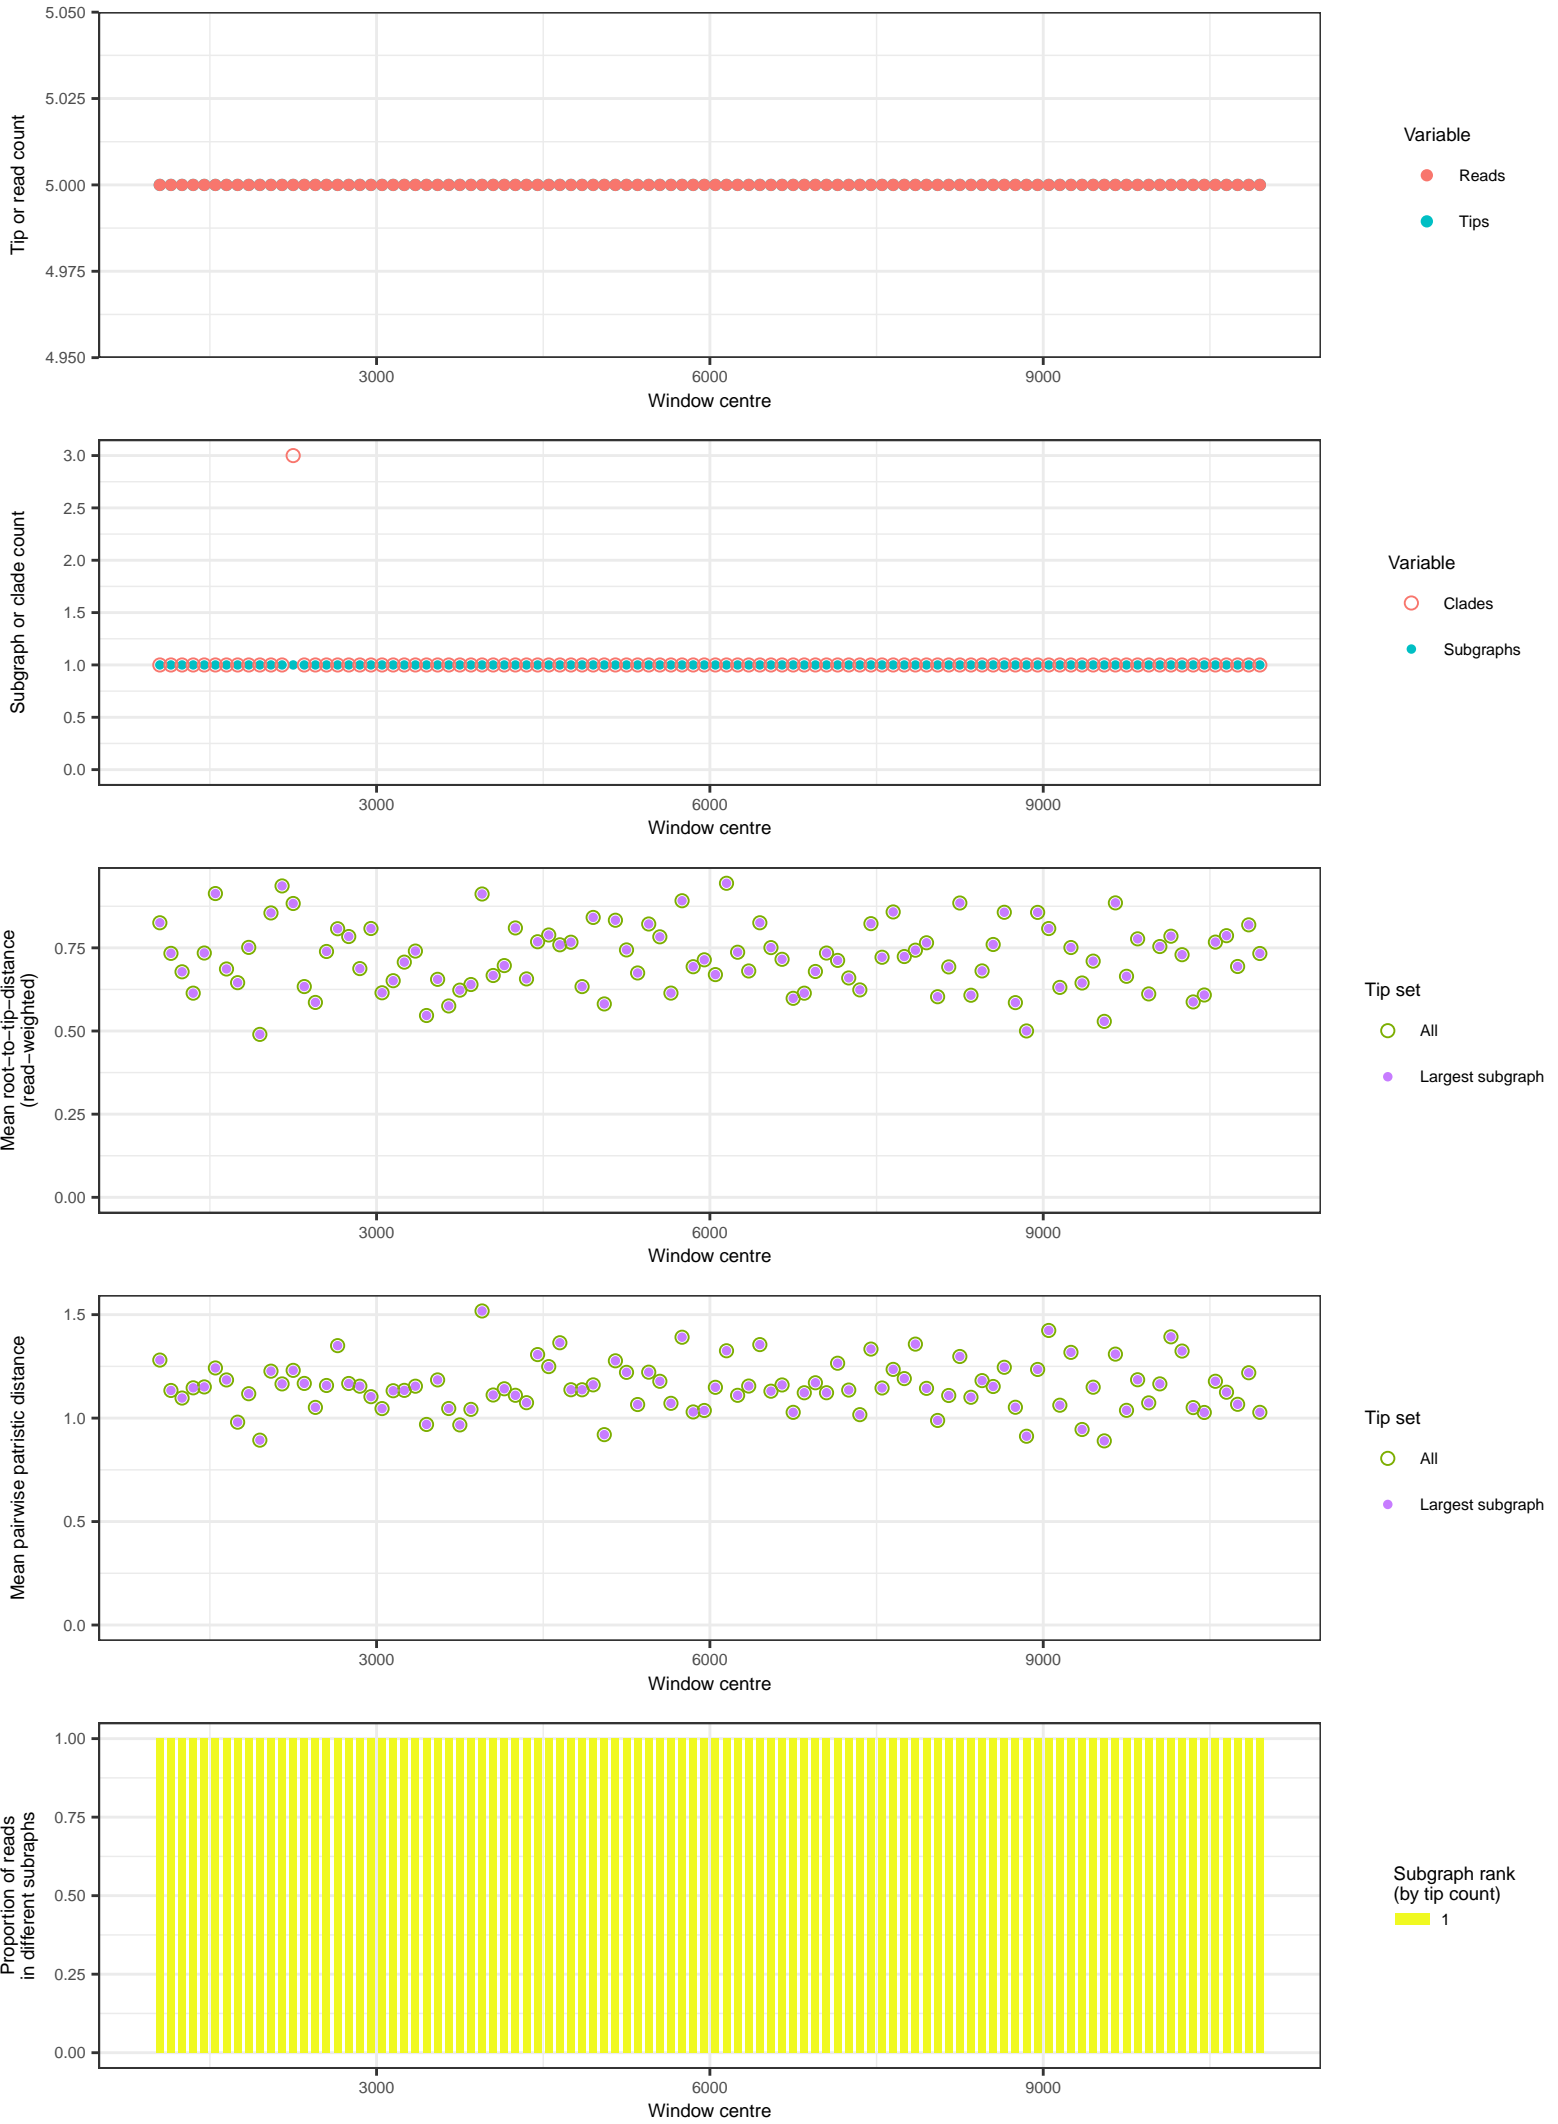 5.050
5.025
5.000
4.975
4.950
Tip or read count
3000
6000
9000
Window centre
Variable
Reads
Tips
3.0
2.5
2.0
1.5
1.0
0.5
0.0
Subgraph or clade count
3000
6000
9000
Window centre
Variable
Clades
Subgraphs
0.75
0.50
0.25
0.00
Mean root−to−tip−distance
(read−weighted)
3000
6000
9000
Window centre
Tip set
All
Largest subgraph
1.5
1.0
0.5
0.0
Mean pairwise patristic distance
3000
6000
9000
Window centre
Tip set
All
Largest subgraph
1.00
0.75
0.50
0.25
0.00
Proportion of reads
in different subraphs
3000
6000
9000
Window centre
Subgraph rank
(by tip count)
1